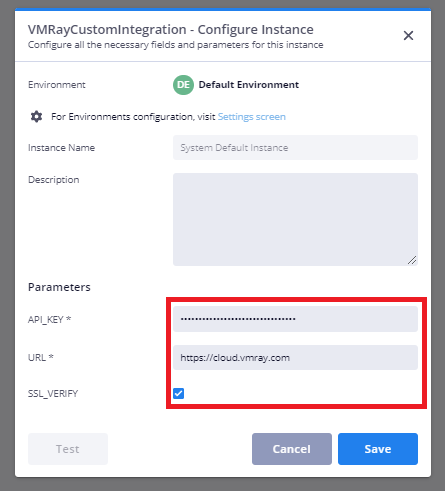 VMRayCustomIntegration - Configure Instance
Configure all the necessary fields and parameters for this instance
Environment DE Default Environment
For Environments configuration, visit Settings screen
Instance Name System Default Instance
Description
Parameters
API_KEY * ••••••••••••••••••••••••••••••••
URL * https://cloud.vmray.com
SSL_VERIFY
Test Cancel Save